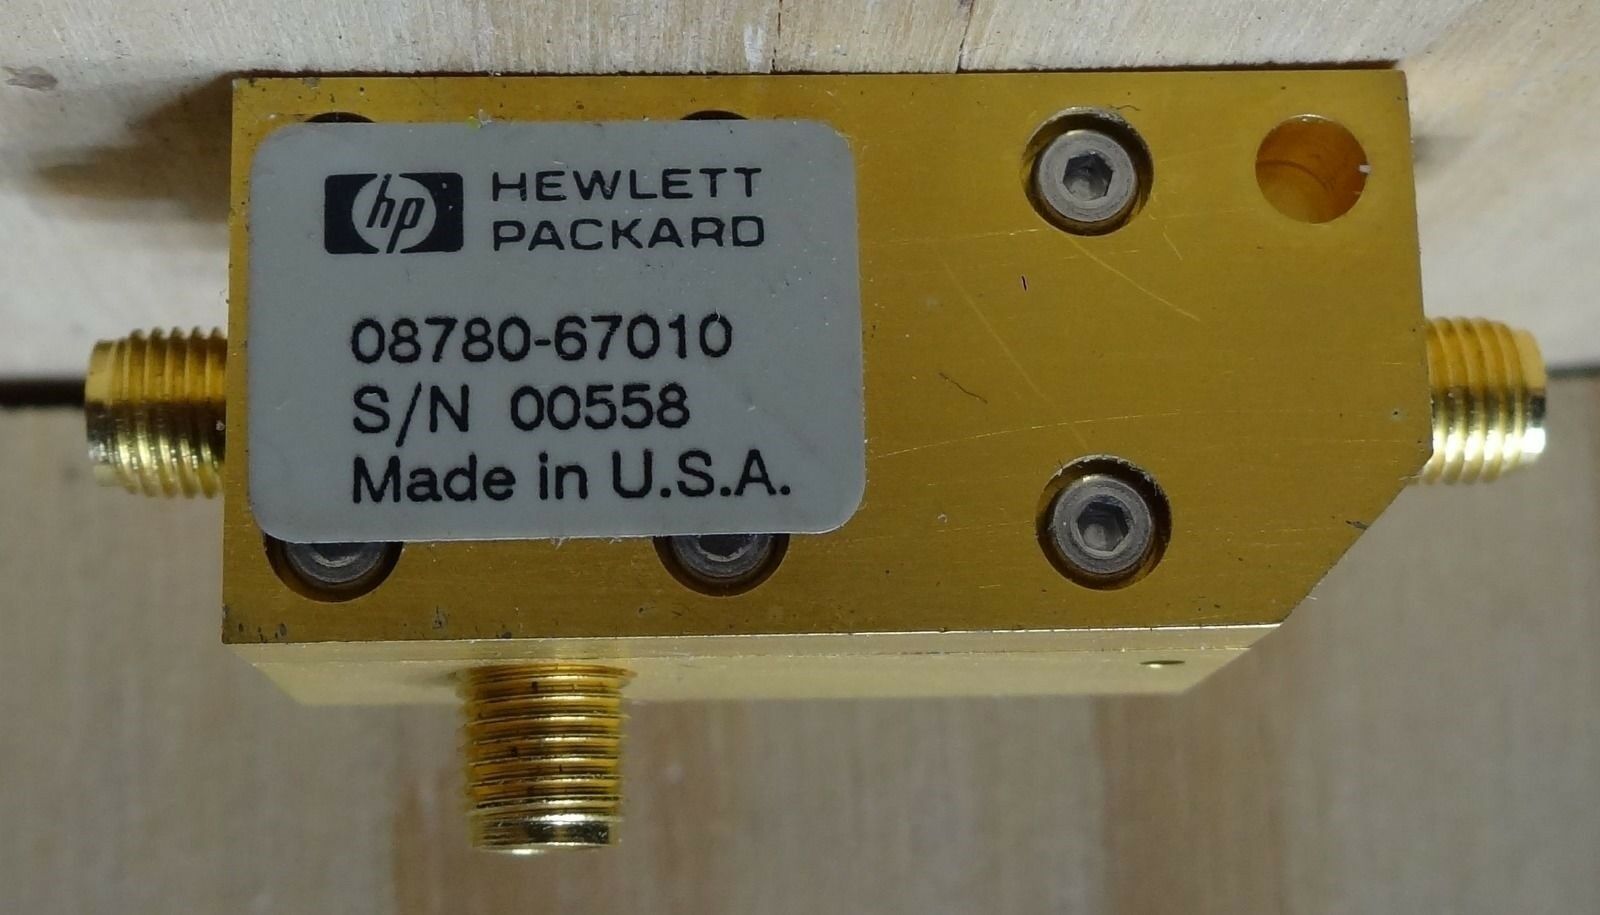 hp HEWLETT
PACKARD
08780-67010
S/N 00558
Made in U.S.A.